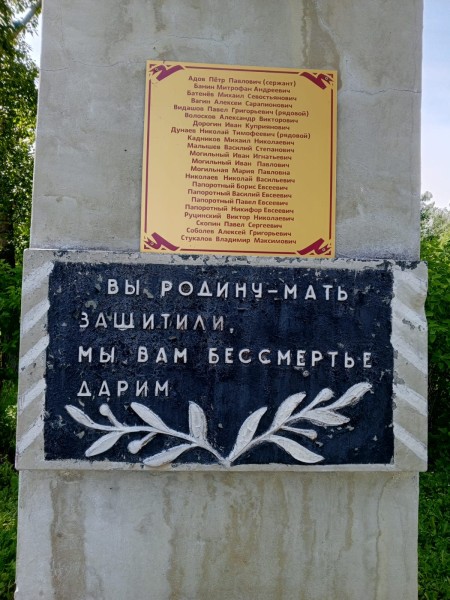 Адов Пётр Павлович (сержант)
Банин Митрофан Андреевич
Батенёв Михаил Севостьянович
Вагин Алексей Сарапионович
Видашов Павел Григорьевич (рядовой)
Волосков Александр Викторович
Дорогин Иван Куприянович
Дунаев Николай Тимофеевич (рядовой)
Кадников Михаил Николаевич
Малышев Василий Степанович
Могильный Иван Игнатьевич
Могильный Иван Павлович
Могильная Мария Павловна
Николаев Николай Васильевич
Папоротный Борис Евсеевич
Папоротный Василий Евсеевич
Папоротный Павел Евсеевич
Папоротный Никифор Евсеевич
Руцинский Виктор Николаевич
Скопин Павел Сергеевич
Соболев Алексей Григорьевич
Стукалов Владимир Максимович
ВЫ РОДИНУ-МАТЬ
ЗАЩИТИЛИ,
МЫ ВАМ БЕССМЕРТЬЕ
ДАРИМ